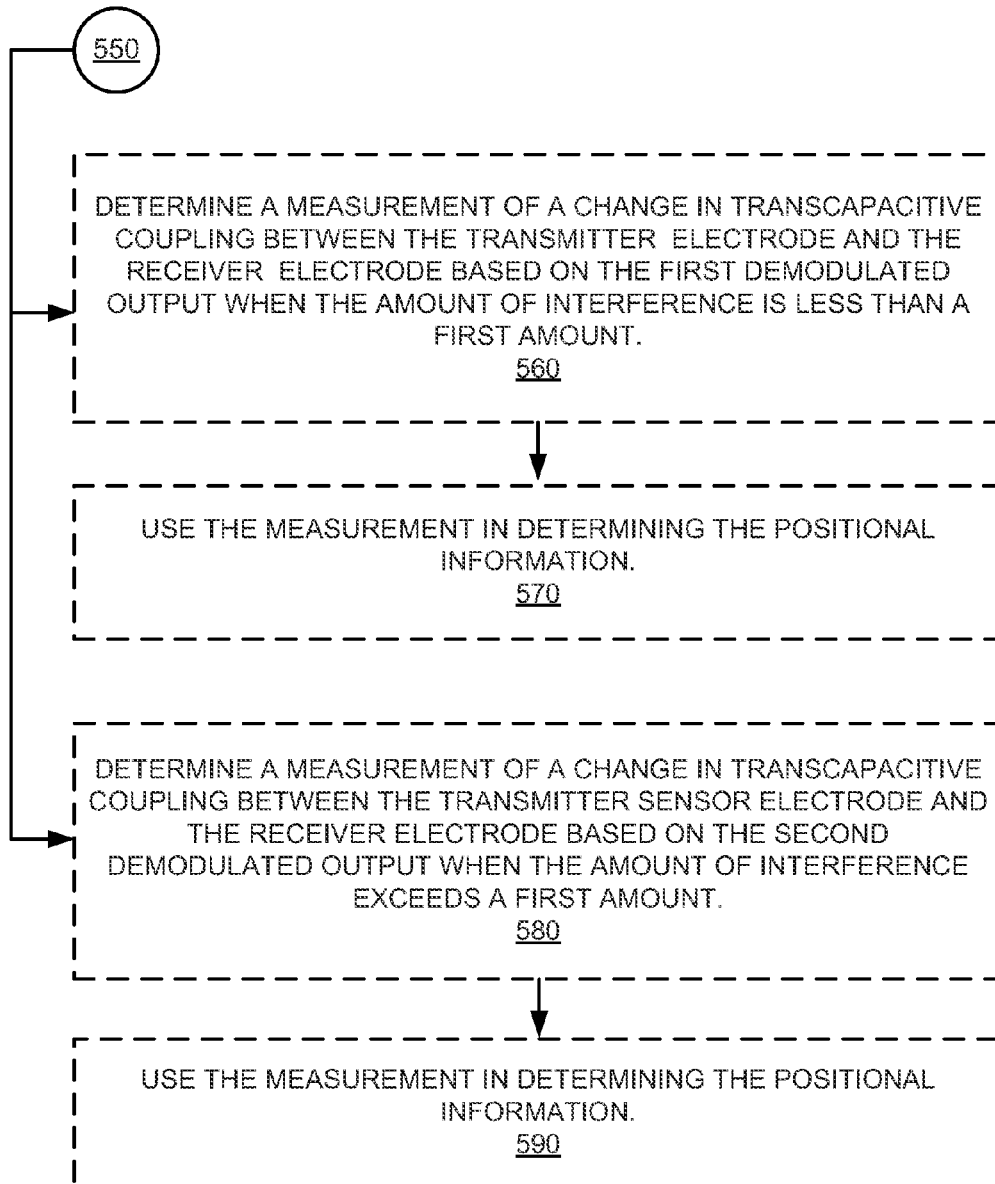 550
DETERMINE A MEASUREMENT OF A CHANGE IN TRANSCAPACITIVE
COUPLING BETWEEN THE TRANSMITTER ELECTRODE AND THE
RECEIVER ELECTRODE BASED ON THE FIRST DEMODULATED
OUTPUT WHEN THE AMOUNT OF INTERFERENCE IS LESS THAN A
FIRST AMOUNT.
560
USE THE MEASUREMENT IN DETERMINING THE POSITIONAL
INFORMATION.
570
DETERMINE A MEASUREMENT OF A CHANGE IN TRANSCAPACITIVE
COUPLING BETWEEN THE TRANSMITTER SENSOR ELECTRODE AND
THE RECEIVER ELECTRODE BASED ON THE SECOND
DEMODULATED OUTPUT WHEN THE AMOUNT OF INTERFERENCE
EXCEEDS A FIRST AMOUNT.
580
USE THE MEASUREMENT IN DETERMINING THE POSITIONAL
INFORMATION.
590